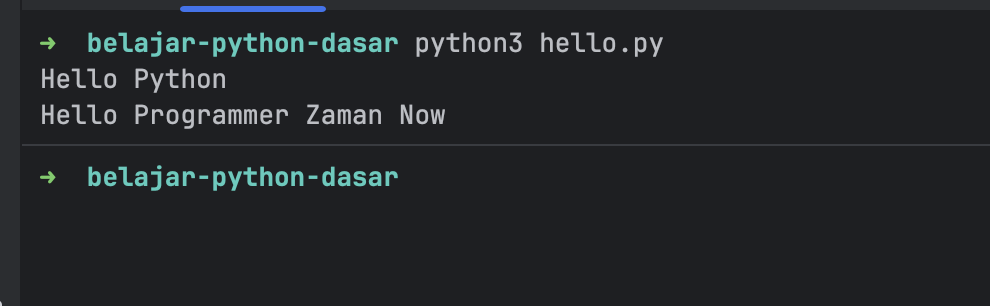 ➜ belajar-python-dasar python3 hello.py
Hello Python
Hello Programmer Zaman Now
➜ belajar-python-dasar